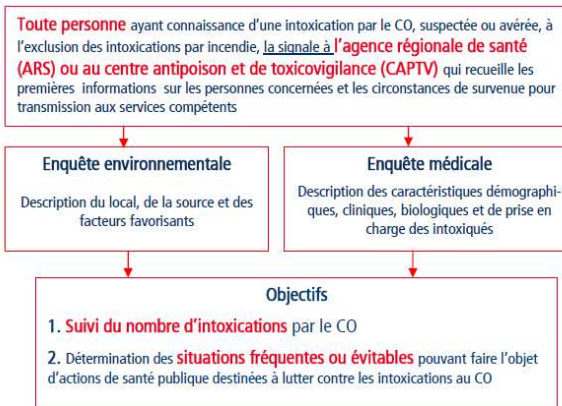 Toute personne ayant connaissance d'une intoxication par le CO, suspectée ou avérée, à
l'exclusion des intoxications par incendie, la signale à l'agence régionale de santé
(ARS) ou au centre antipoison et de toxicovigilance (CAPTV) qui recueille les
premières informations sur les personnes concernées et les circonstances de survenue pour
transmission aux services compétents
Enquête environnementale
Description du local, de la source et des
facteurs favorisants
Enquête médicale
Description des caractéristiques démographi-
ques, cliniques, biologiques et de prise en
charge des intoxiqués
Objectifs
1. Suivi du nombre d'intoxications par le CO
2. Détermination des situations fréquentes ou évitables pouvant faire l'objet
d'actions de santé publique destinées à lutter contre les intoxications au CO